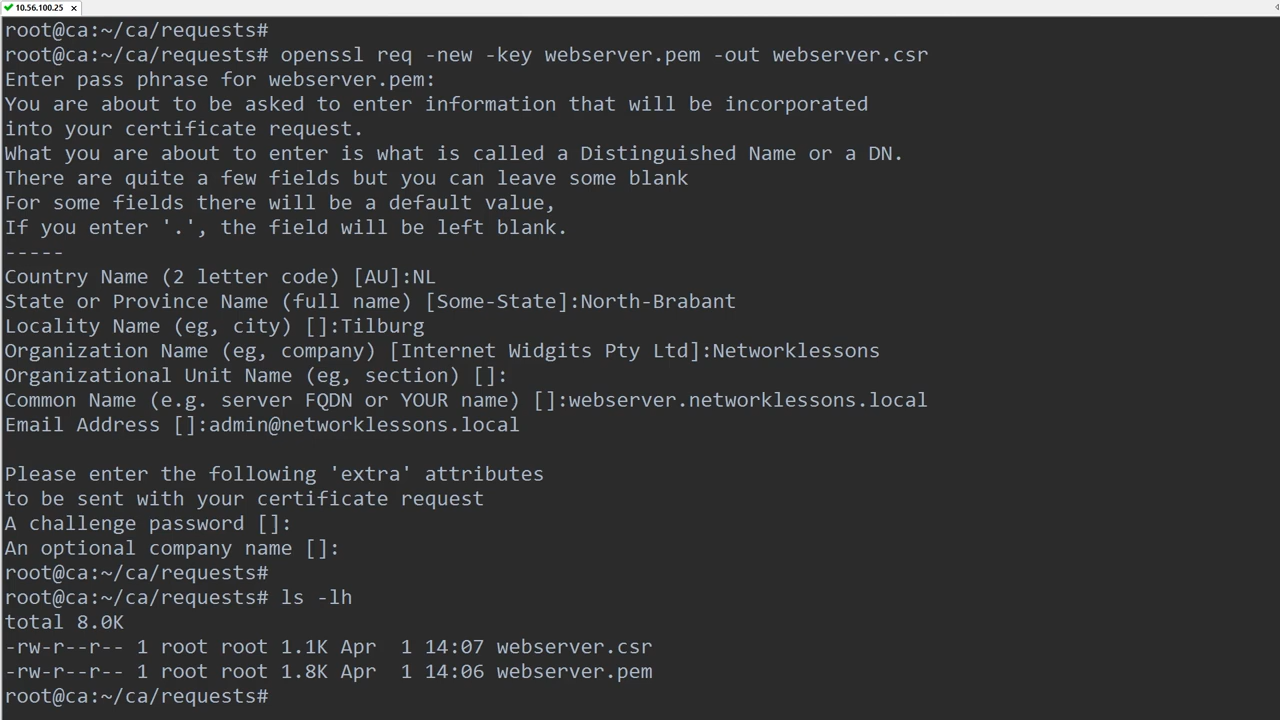 10.56.100.25
root@ca:~/ca/requests#
root@ca:~/ca/requests# openssl req -new -key webserver.pem -out webserver.csr
Enter pass phrase for webserver.pem:
You are about to be asked to enter information that will be incorporated
into your certificate request.
What you are about to enter is what is called a Distinguished Name or a DN.
There are quite a few fields but you can leave some blank
For some fields there will be a default value,
If you enter '.', the field will be left blank.
-----
Country Name (2 letter code) [AU]:NL
State or Province Name (full name) [Some-State]:North-Brabant
Locality Name (eg, city) []:Tilburg
Organization Name (eg, company) [Internet Widgits Pty Ltd]:Networklessons
Organizational Unit Name (eg, section) []:
Common Name (e.g. server FQDN or YOUR name) []:webserver.networklessons.local
Email Address []:admin@networklessons.local
Please enter the following 'extra' attributes
to be sent with your certificate request
A challenge password []:
An optional company name []:
root@ca:~/ca/requests#
root@ca:~/ca/requests# ls -lh
total 8.0K
-rw-r--r-- 1 root root 1.1K Apr  1 14:07 webserver.csr
-rw-r--r-- 1 root root 1.8K Apr  1 14:06 webserver.pem
root@ca:~/ca/requests#